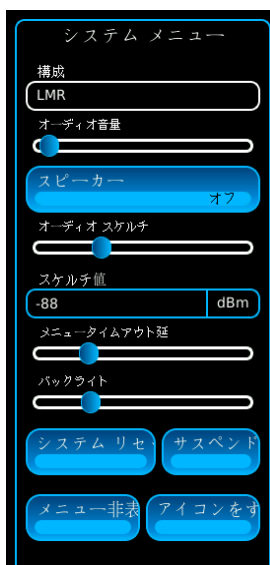 システム メニュー
構成
LMR
オーディオ音量
スピーカー
オフ
オーディオ スケルチ
スケルチ値
-88 dBm
メニュータイムアウト延
バックライト
システム リセ サスペンド
メニュー非表 アイコンをす